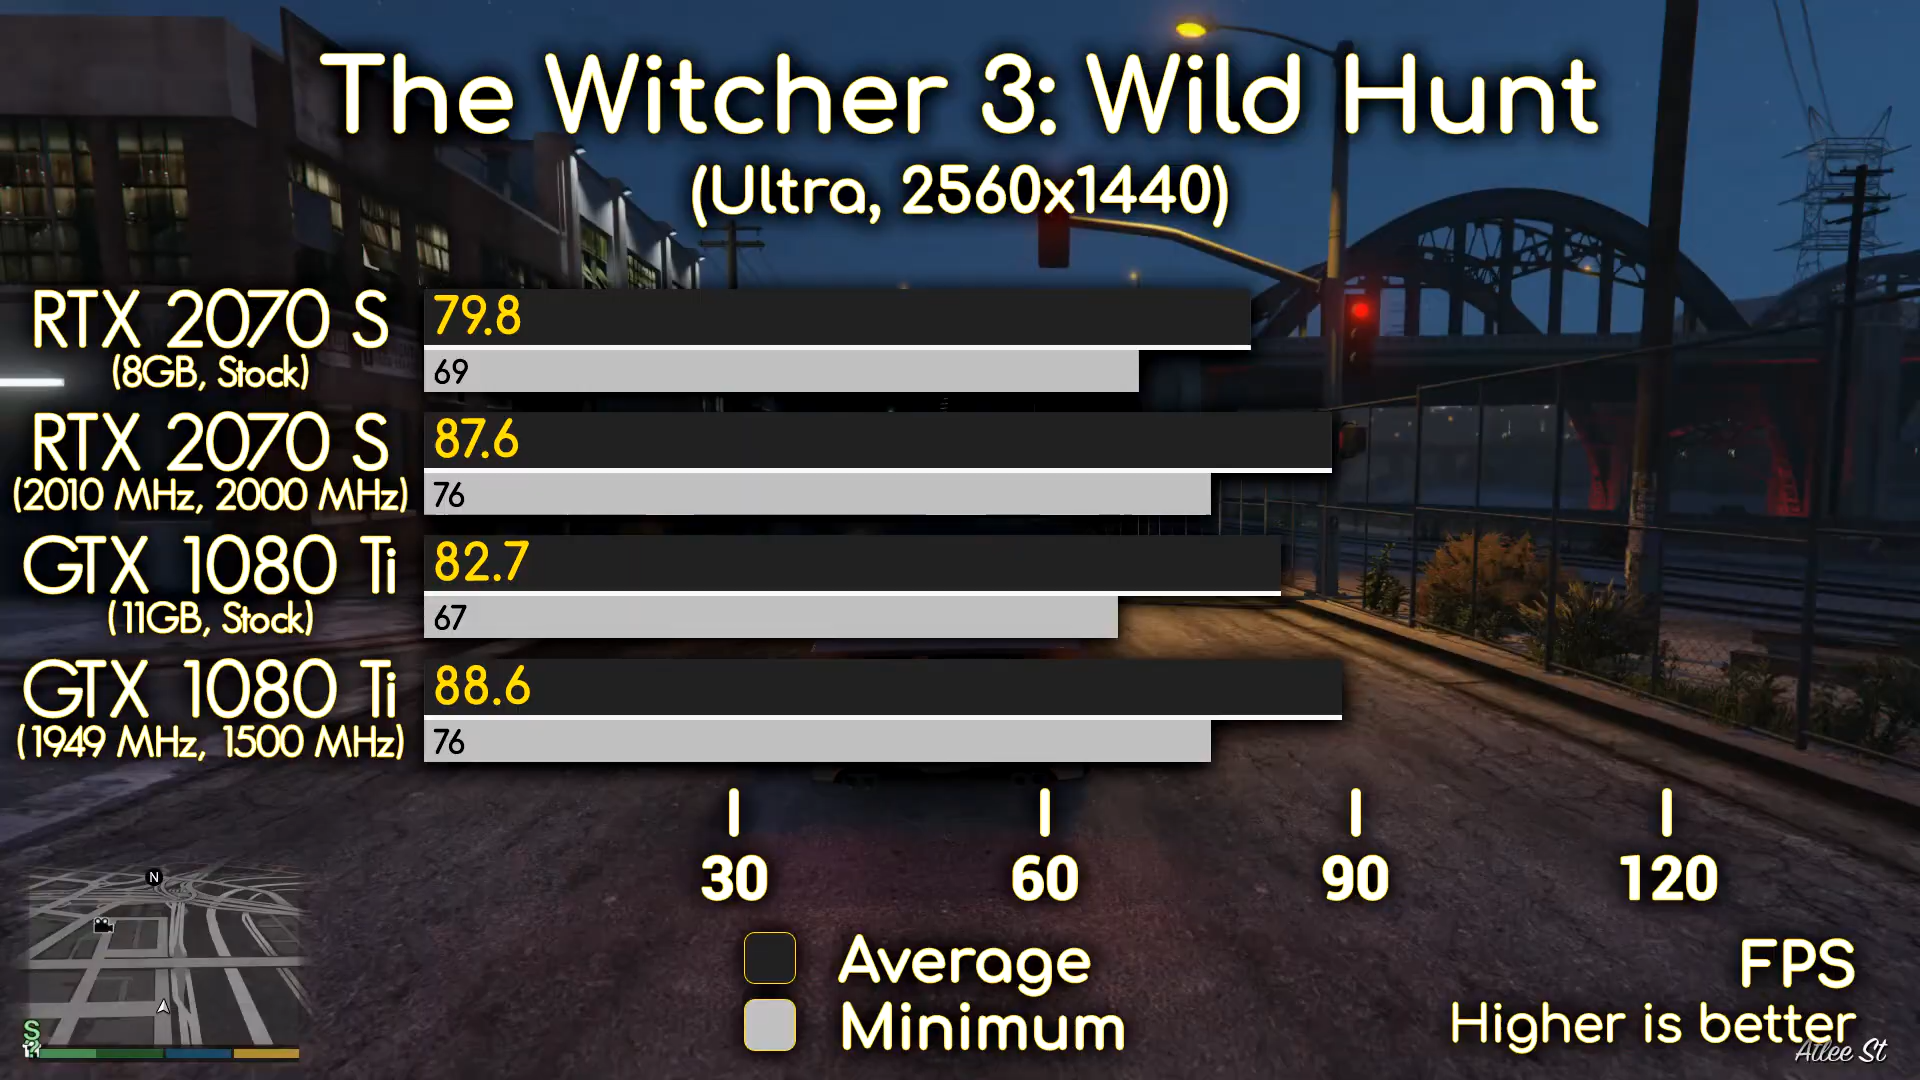 The Witcher 3: Wild Hunt
(Ultra, 2560x1440)
RTX 2070 S
(8GB, Stock)
79.8
69
RTX 2070 S
(2010 MHz, 2000 MHz)
87.6
76
GTX 1080 Ti
(11GB, Stock)
82.7
67
GTX 1080 Ti
(1949 MHz, 1500 MHz)
88.6
76
30 60 90 120
Average
Minimum
FPS
Higher is better
Atlee St
N
S